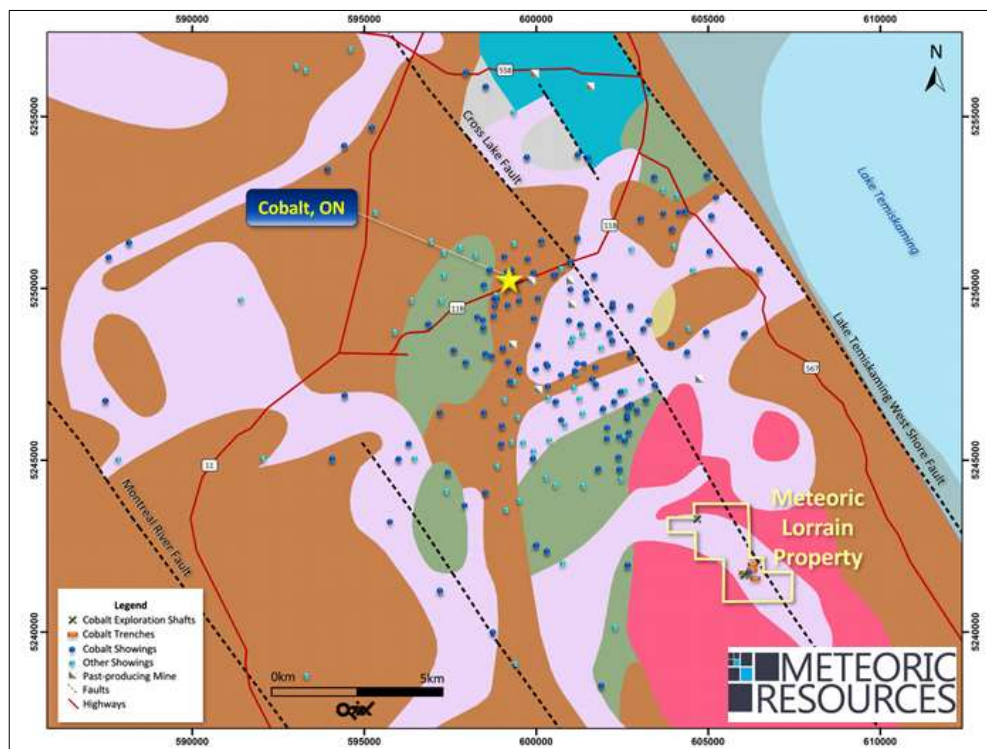 590000 595000 600000 605000 610000
N
558
5255000
5255000
Cross Lake Fault
Cobalt, ON
Lake Temiskaming
11B
5250000
5250000
11B
567
Lake Temiskaming West Shore Fault
5245000
5245000
11
Montreal River Fault
Meteoric
Lorrain
Property
Legend
Cobalt Exploration Shafts
Cobalt Trenches
Cobalt Showings
Other Showings
Past-producing Mine
Faults
Highways
5240000
5240000
0km 5km
METEORIC
RESOURCES
590000 595000 600000 605000 610000